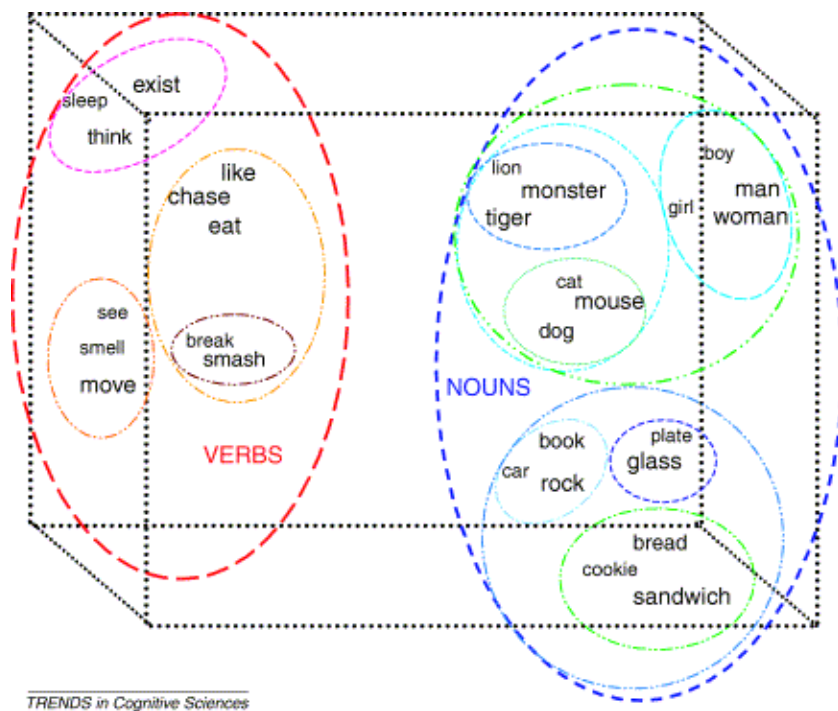 exist
sleep
think
like
chase
eat
see
smell
move
break
smash
VERBS
lion
monster
tiger
cat
mouse
dog
boy
man
girl
woman
NOUNS
book
car
rock
plate
glass
bread
cookie
sandwich
TRENDS in Cognitive Sciences